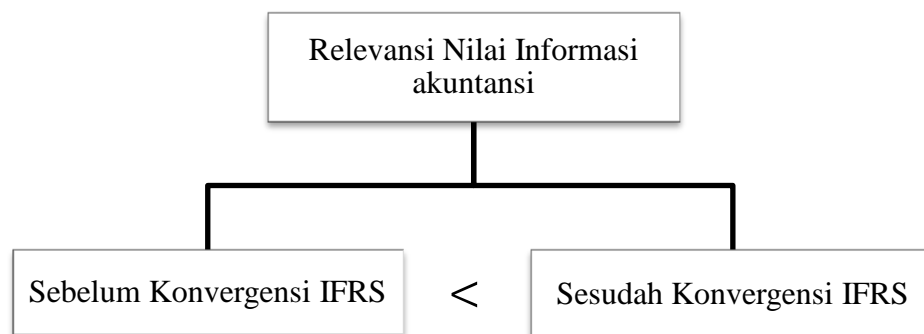 Relevansi Nilai Informasi
akuntansi
Sebelum Konvergensi IFRS < Sesudah Konvergensi IFRS